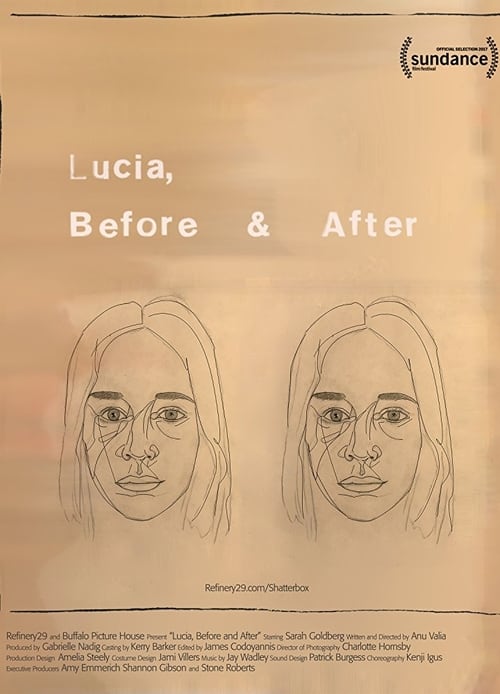 OFFICIAL SELECTION 2017
sundance
film festival
Lucia,
Before & After
Refinery29.com/Shatterbox
Refinery29 and Buffalo Picture House Present "Lucia, Before and After" Starring Sarah Goldberg Written and Directed by Anu Valia
Produced by Gabrielle Nadig Casting by Kerry Barker Edited by James Codoyannis Director of Photography Charlotte Hornsby
Production Design Amelia Steely Costume Design Jami Villers Music by Jay Wadley Sound Design Patrick Burgess Choreography Kenji Igus
Executive Producers Amy Emmerich Shannon Gibson and Stone Roberts